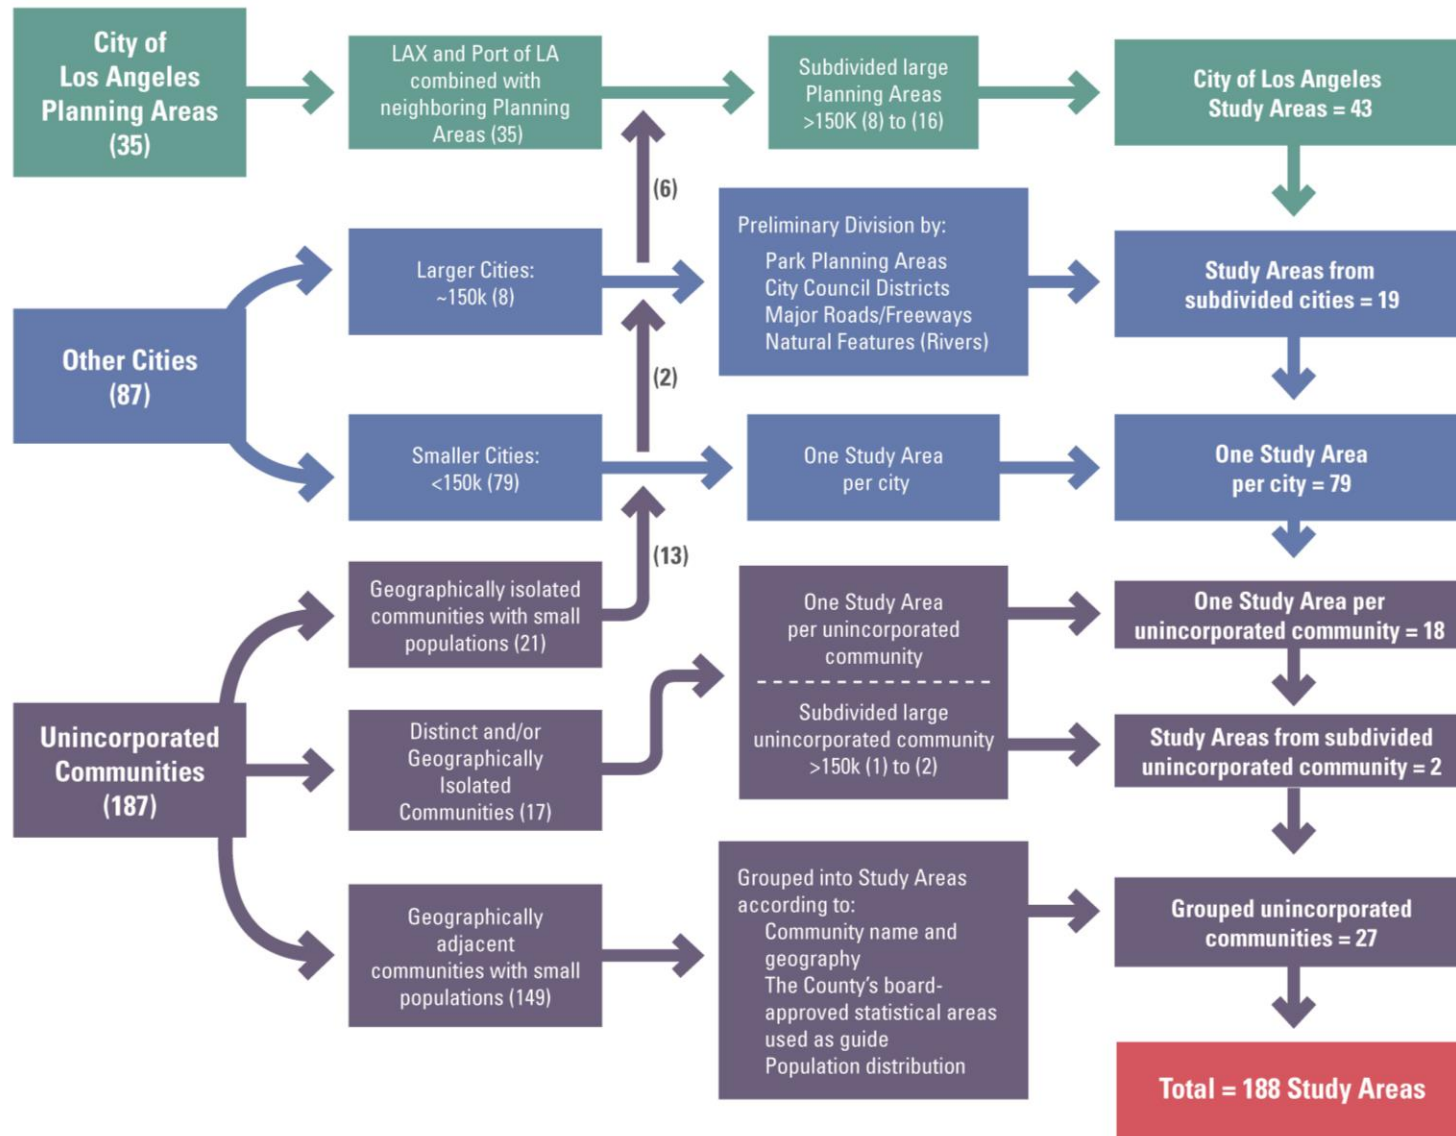 City of
Los Angeles
Planning Areas
(35)
LAX and Port of LA
combined with
neighboring Planning
Areas (35)
Subdivided large
Planning Areas
>150K (8) to (16)
City of Los Angeles
Study Areas = 43
(6)
Other Cities
(87)
Larger Cities:
~150k (8)
Preliminary Division by:
Park Planning Areas
City Council Districts
Major Roads/Freeways
Natural Features (Rivers)
Study Areas from
subdivided cities = 19
(2)
Smaller Cities:
<150k (79)
One Study Area
per city
One Study Area
per city = 79
(13)
Unincorporated
Communities
(187)
Geographically isolated
communities with small
populations (21)
One Study Area
per unincorporated
community
One Study Area per
unincorporated community = 18
Distinct and/or
Geographically
Isolated
Communities (17)
Subdivided large
unincorporated community
>150k (1) to (2)
Study Areas from subdivided
unincorporated community = 2
Geographically
adjacent
communities with small
populations (149)
Grouped into Study Areas
according to:
Community name and
geography
The County's board-
approved statistical areas
used as guide
Population distribution
Grouped unincorporated
communities = 27
Total = 188 Study Areas